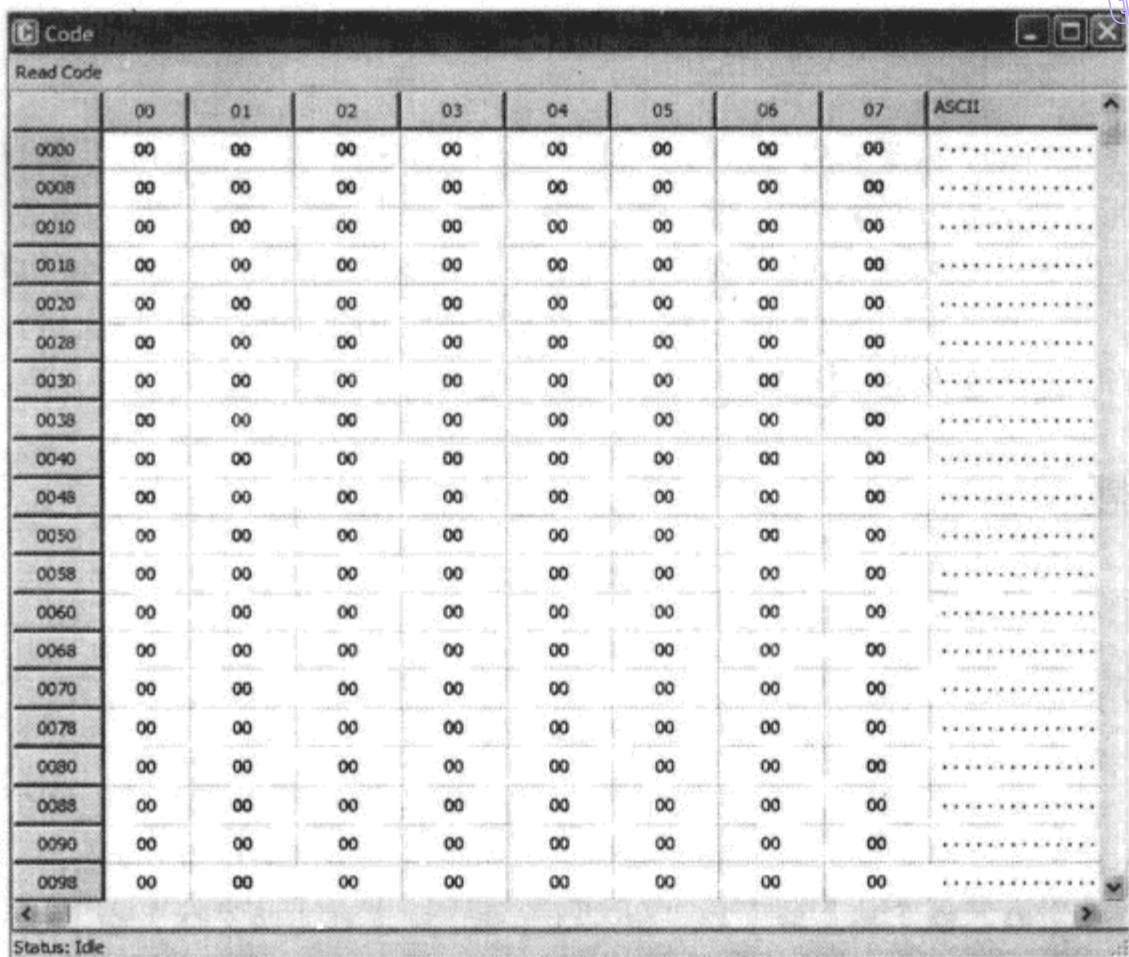 Code
Read Code
00 01 02 03 04 05 06 07 ASCII
0000 00 00 00 00 00 00 00 00 ................
0008 00 00 00 00 00 00 00 00 ................
0010 00 00 00 00 00 00 00 00 ................
0018 00 00 00 00 00 00 00 00 ................
0020 00 00 00 00 00 00 00 00 ................
0028 00 00 00 00 00 00 00 00 ................
0030 00 00 00 00 00 00 00 00 ................
0038 00 00 00 00 00 00 00 00 ................
0040 00 00 00 00 00 00 00 00 ................
0048 00 00 00 00 00 00 00 00 ................
0050 00 00 00 00 00 00 00 00 ................
0058 00 00 00 00 00 00 00 00 ................
0060 00 00 00 00 00 00 00 00 ................
0068 00 00 00 00 00 00 00 00 ................
0070 00 00 00 00 00 00 00 00 ................
0078 00 00 00 00 00 00 00 00 ................
0080 00 00 00 00 00 00 00 00 ................
0088 00 00 00 00 00 00 00 00 ................
0090 00 00 00 00 00 00 00 00 ................
0098 00 00 00 00 00 00 00 00 ................
Status: Idle